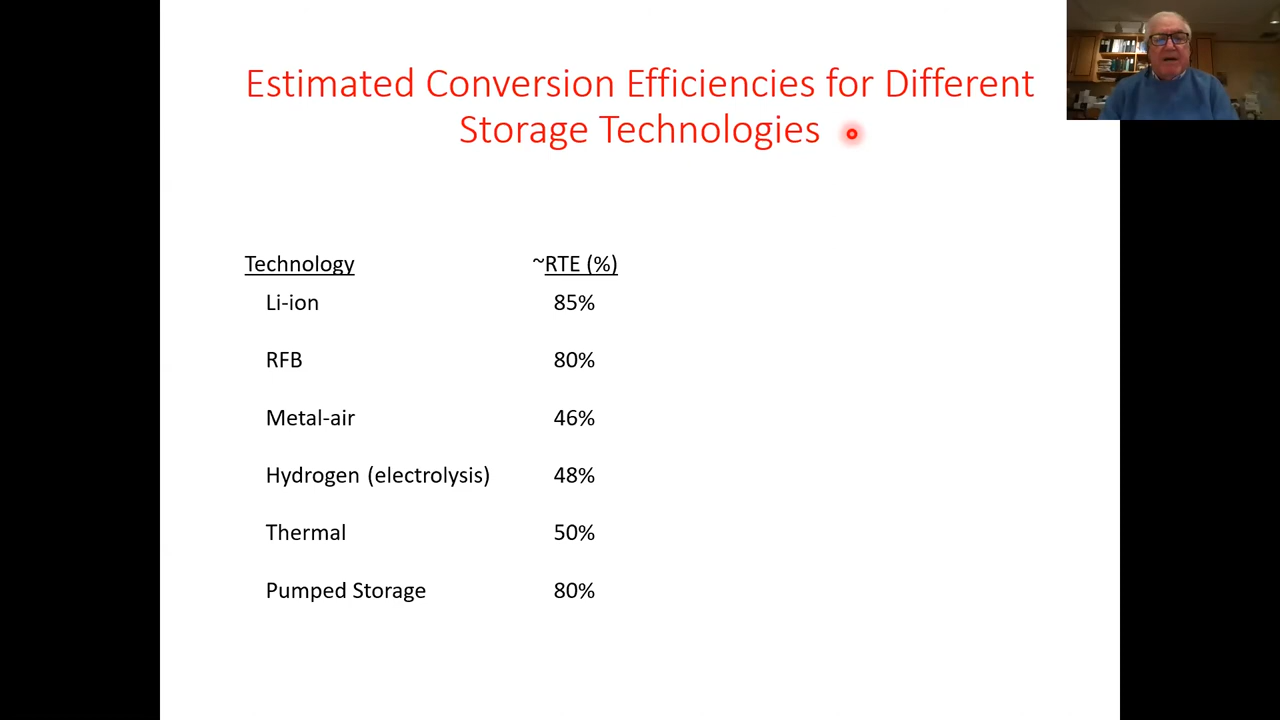 Estimated Conversion Efficiencies for Different
Storage Technologies
Technology ~RTE (%)
Li-ion 85%
RFB 80%
Metal-air 46%
Hydrogen (electrolysis) 48%
Thermal 50%
Pumped Storage 80%